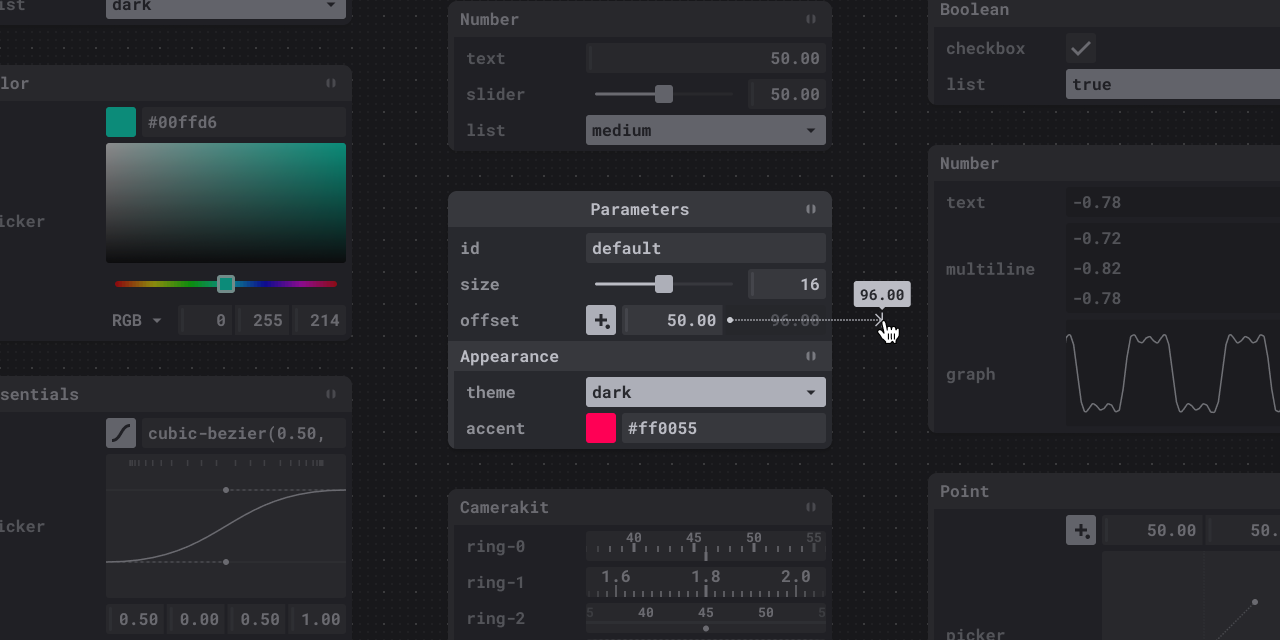 ist dark
lor
#00ffd6
icker
RGB 0 255 214
sentials
cubic-bezier(0.50,
icker
0.50 0.00 0.50 1.00
Number
text 50.00
slider 50.00
list medium
Parameters
id default
size 16
offset 50.00 96.00
96.00
Appearance
theme dark
accent #ff0055
Camerakit
40 45 50 55
ring-0
1.6 1.8 2.0
ring-1
5 40 45 50 5
ring-2
Boolean
checkbox
list true
Number
text -0.78
-0.72
multiline -0.82
-0.78
graph
Point
50.00 50.
picker